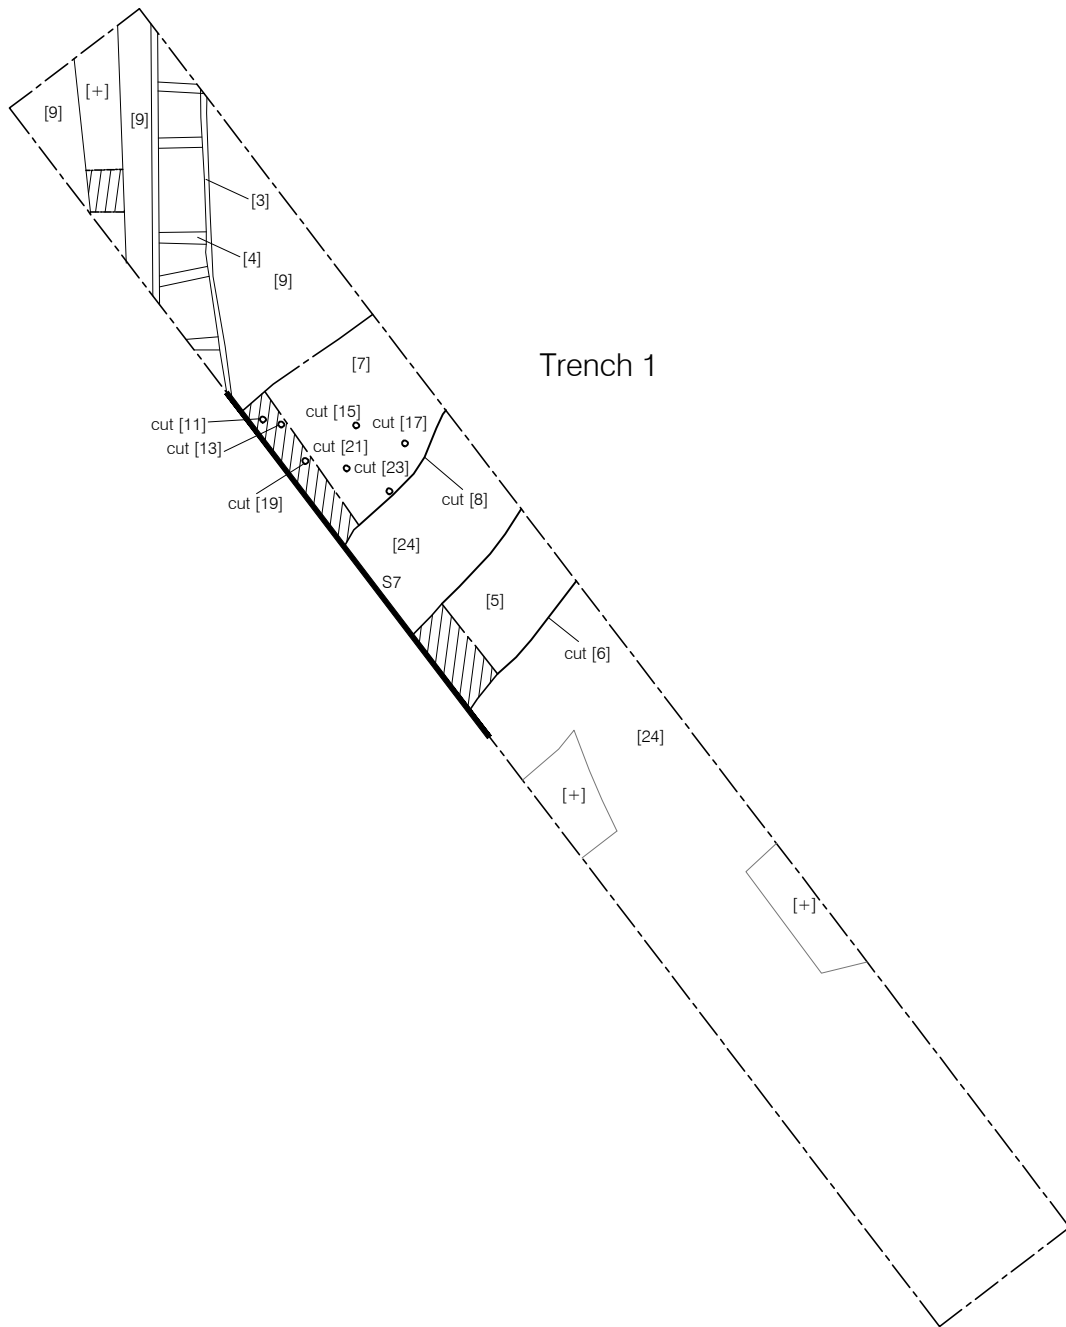 [+]
[9]
[9]
[3]
[4]
[9]
Trench 1
[7]
cut [15]
cut [17]
cut [11]
cut [13]
cut [21]
cut [23]
cut [19]
cut [8]
[24]
S7
[5]
cut [6]
[24]
[+]
[+]